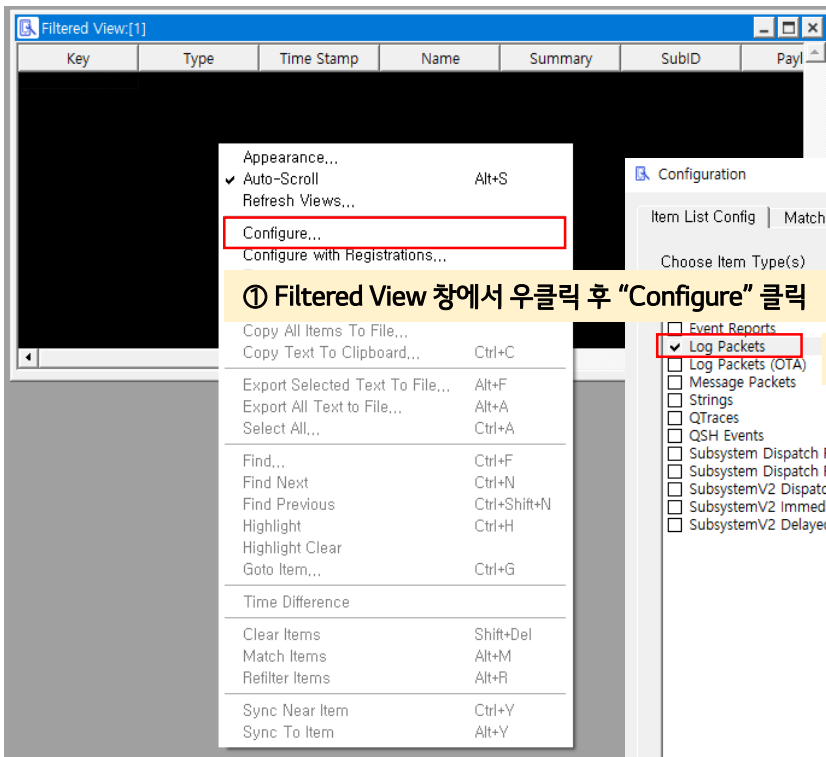 Filtered View:[1]
Key Type Time Stamp Name Summary SubID Payl
Appearance...
Auto-Scroll Alt+S
Refresh Views...
Configure...
Configure with Registrations...
① Filtered View 창에서 우클릭 후 “Configure” 클릭
Copy All Items To File...
Copy Text To Clipboard... Ctrl+C
Export Selected Text To File... Alt+F
Export All Text to File... Alt+A
Select All... Ctrl+A
Find... Ctrl+F
Find Next Ctrl+N
Find Previous Ctrl+Shift+N
Highlight Ctrl+H
Highlight Clear
Goto Item... Ctrl+G
Time Difference
Clear Items Shift+Del
Match Items Alt+M
Refilter Items Alt+R
Sync Near Item Ctrl+Y
Sync To Item Alt+Y
Configuration
Item List Config Match
Choose Item Type(s)
Event Reports
Log Packets
Log Packets (OTA)
Message Packets
Strings
QTraces
QSH Events
Subsystem Dispatch
Subsystem Dispatch
SubsystemV2 Dispatc
SubsystemV2 Immed
SubsystemV2 Delaye